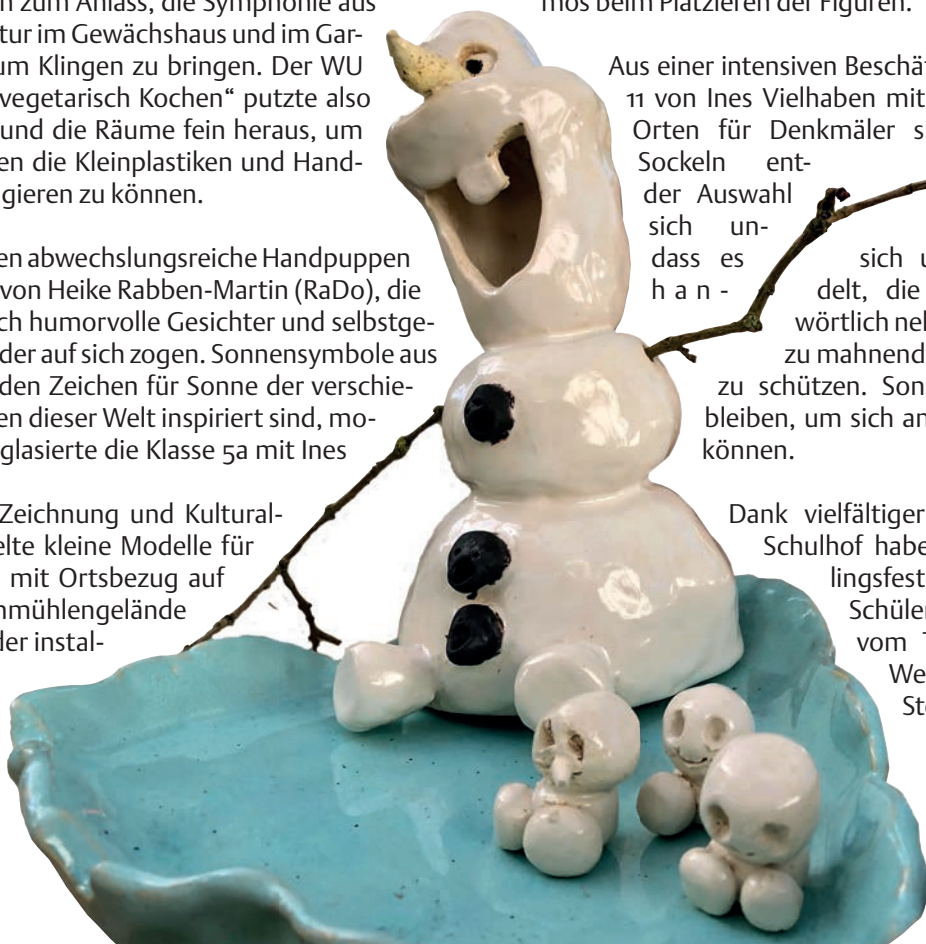 zum Anlass, die Symphonie aus
tur im Gewächshaus und im Gar-
um Klingen zu bringen. Der WU
vegetarisch Kochen“ putzte also
und die Räume fein heraus, um
en die Kleinplastiken und Hand-
gieren zu können.
en abwechslungsreiche Handpuppen
von Heike Rabben-Martin (RaDo), die
ch humorvolle Gesichter und selbstge-
der auf sich zogen. Sonnensymbole aus
den Zeichen für Sonne der verschie-
en dieser Welt inspiriert sind, mo-
glasierte die Klasse 5a mit Ines
Zeichnung und Kultural-
elte kleine Modelle für
mit Ortsbezug auf
nmühlengelände
der instal-
mos beim Platzieren der Figuren.
Aus einer intensiven Beschäf
11 von Ines Vielhaben mit
Orten für Denkmäler s
Sockeln ent-
der Auswahl
sich un-
dass es sich u
han- delt, die
wörtlich neh
zu mahnend
zu schützen. Son
bleiben, um sich an
können.
Dank vielfältiger
Schulhof habe
lingsfest
Schüler
vom T
We
Ste